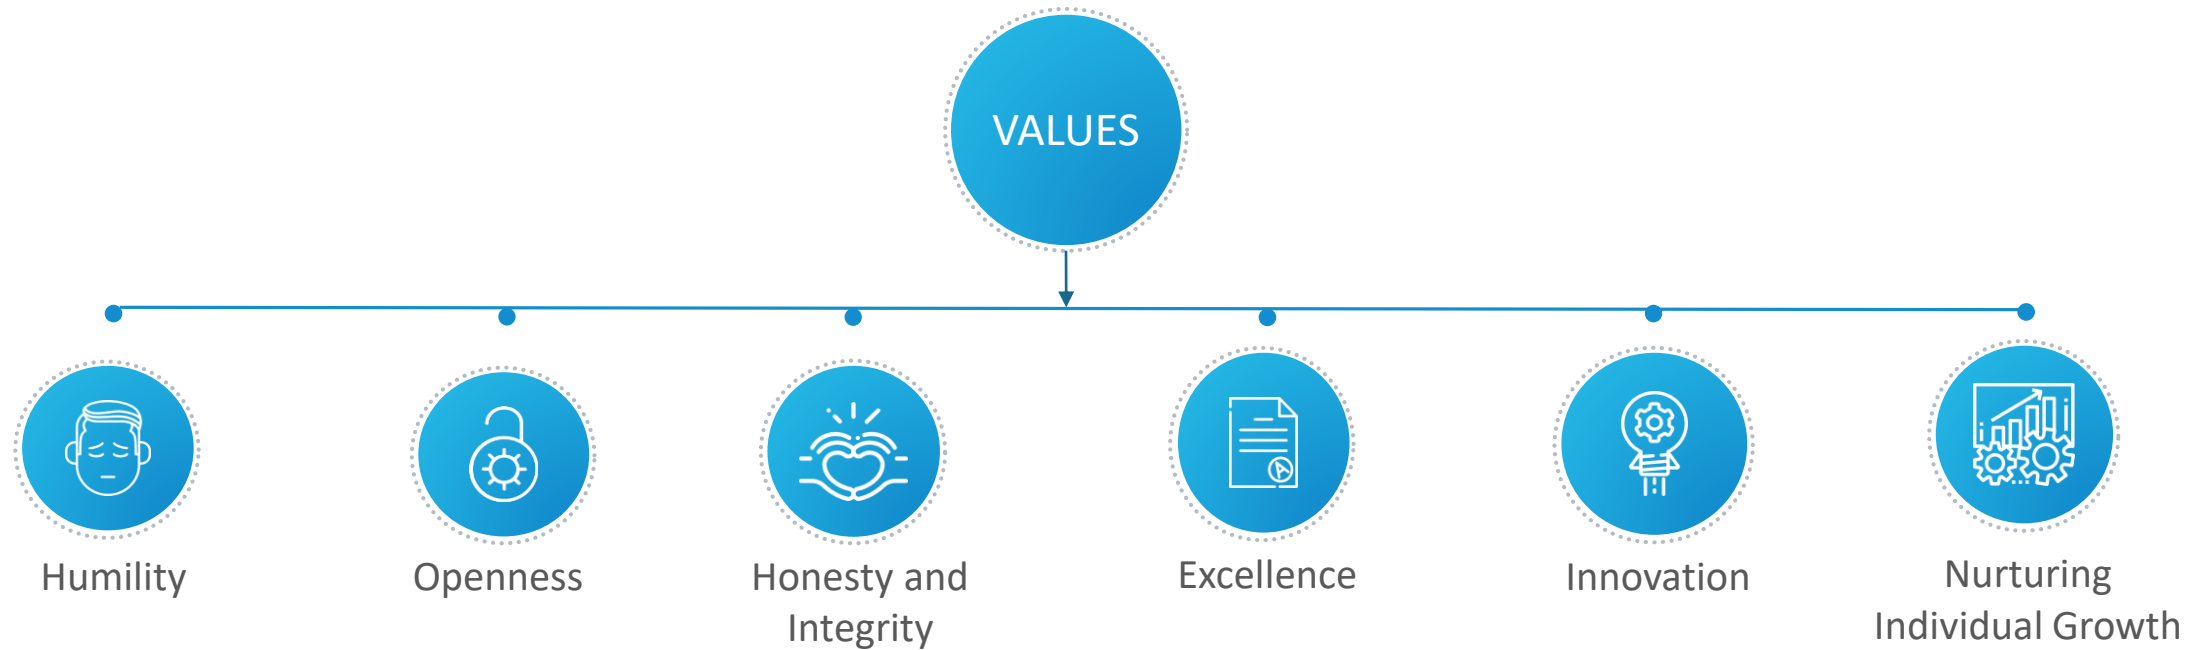 VALUES
Humility
Openness
Honesty and
Integrity
Excellence
A
Innovation
Nurturing
Individual Growth